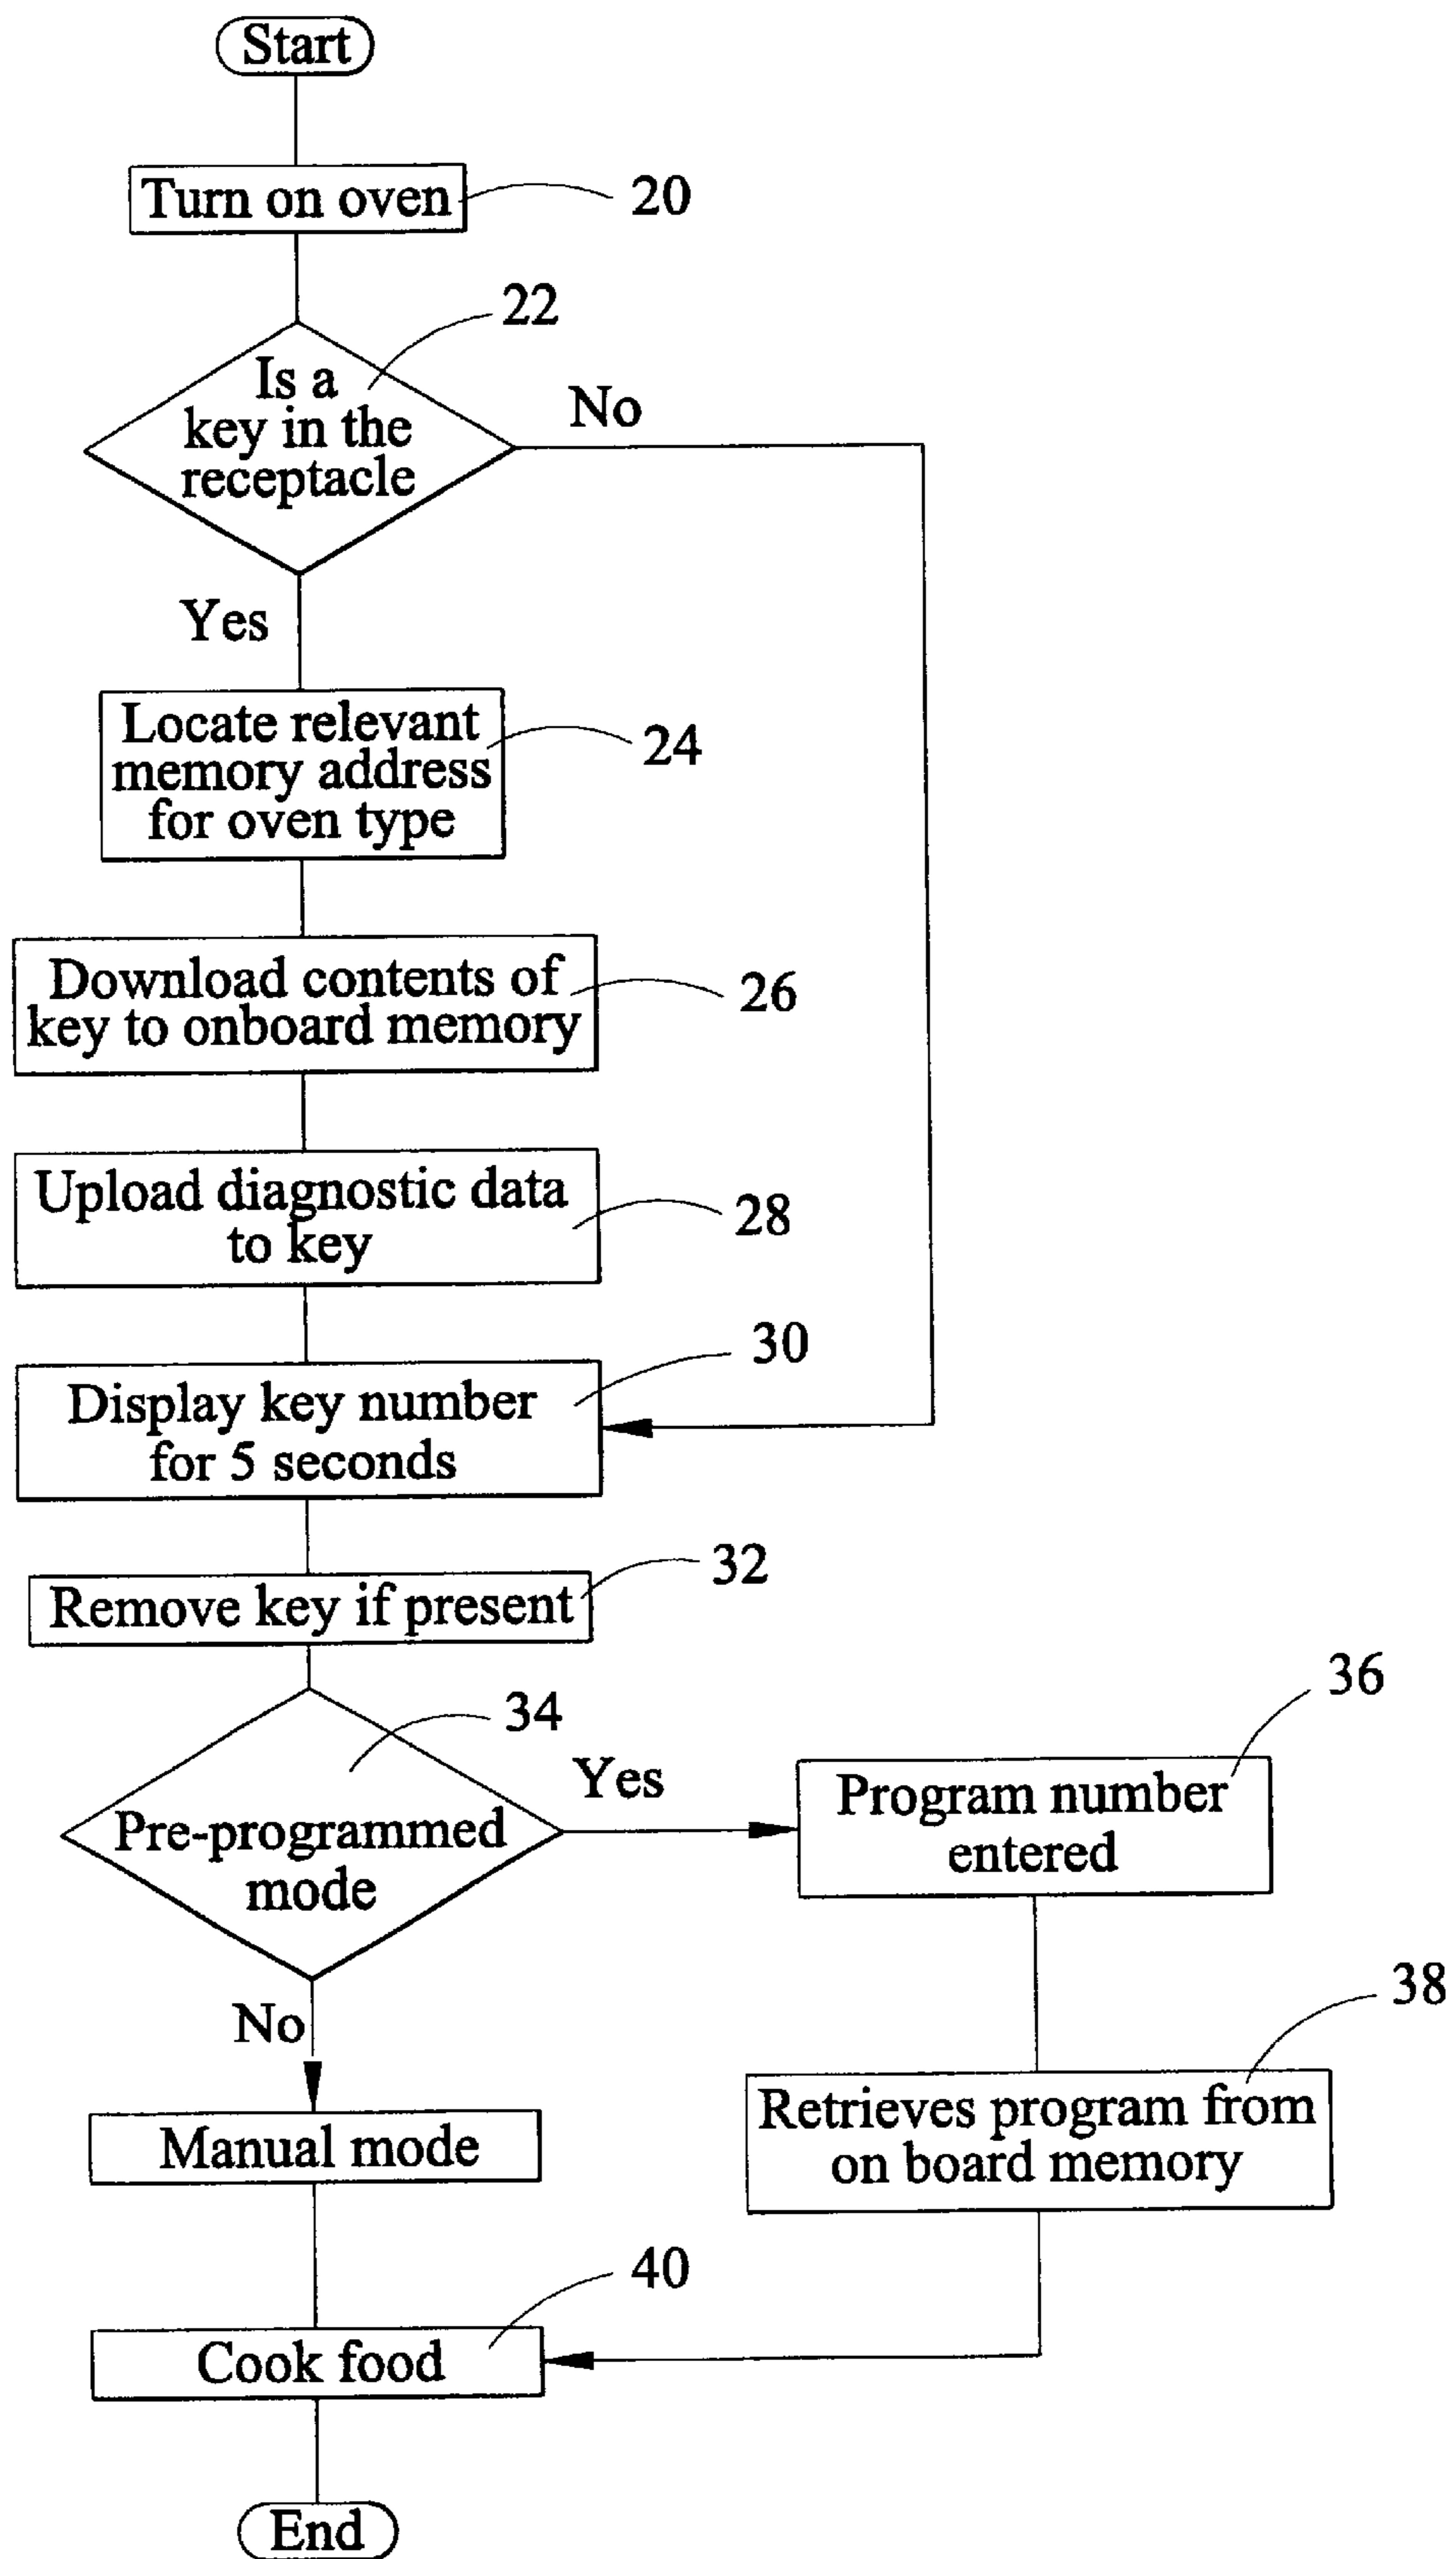 Start
Turn on oven
20
22
Is a
key in the
receptacle
No
Yes
Locate relevant
memory address
for oven type
24
Download contents of
key to onboard memory
26
Upload diagnostic data
to key
28
30
Display key number
for 5 seconds
32
Remove key if present
34
Pre-programmed
mode
Yes
36
Program number
entered
No
38
Retrieves program from
on board memory
Manual mode
40
Cook food
End